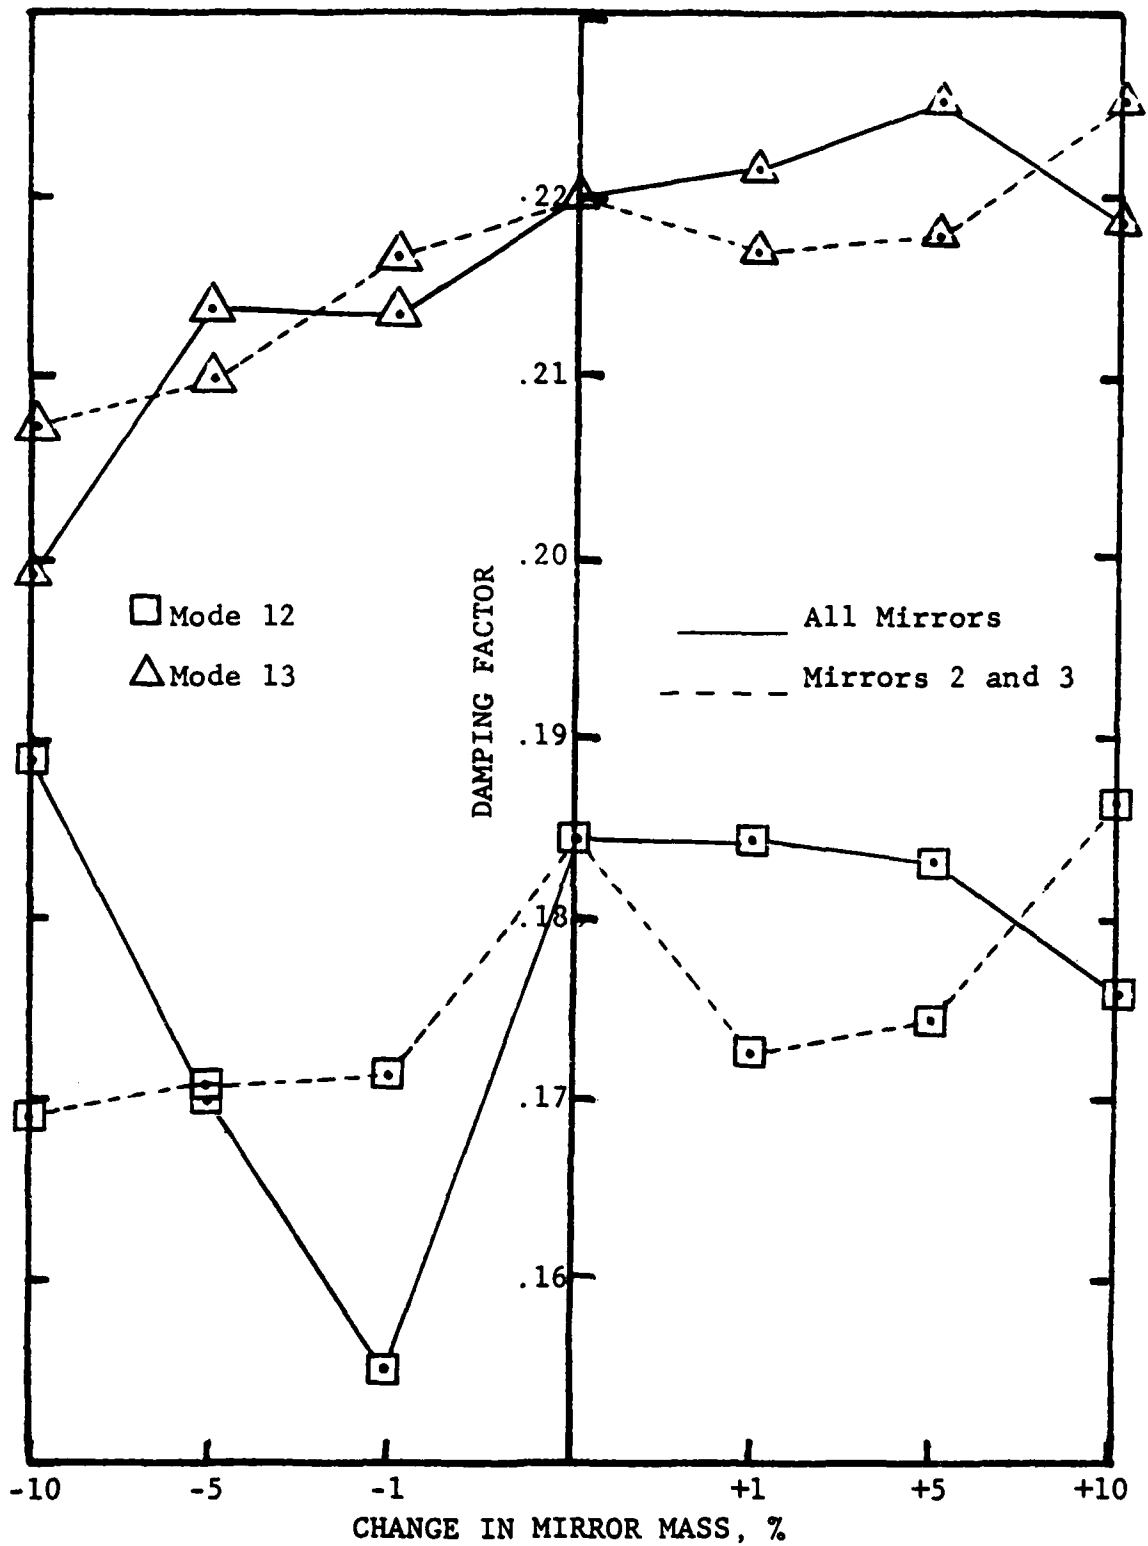 .22
.21
.20
Mode 12
Mode 13
DAMPING FACTOR
All Mirrors
Mirrors 2 and 3
.19
.18
.17
.16
-10 -5 -1 +1 +5 +10
CHANGE IN MIRROR MASS, %